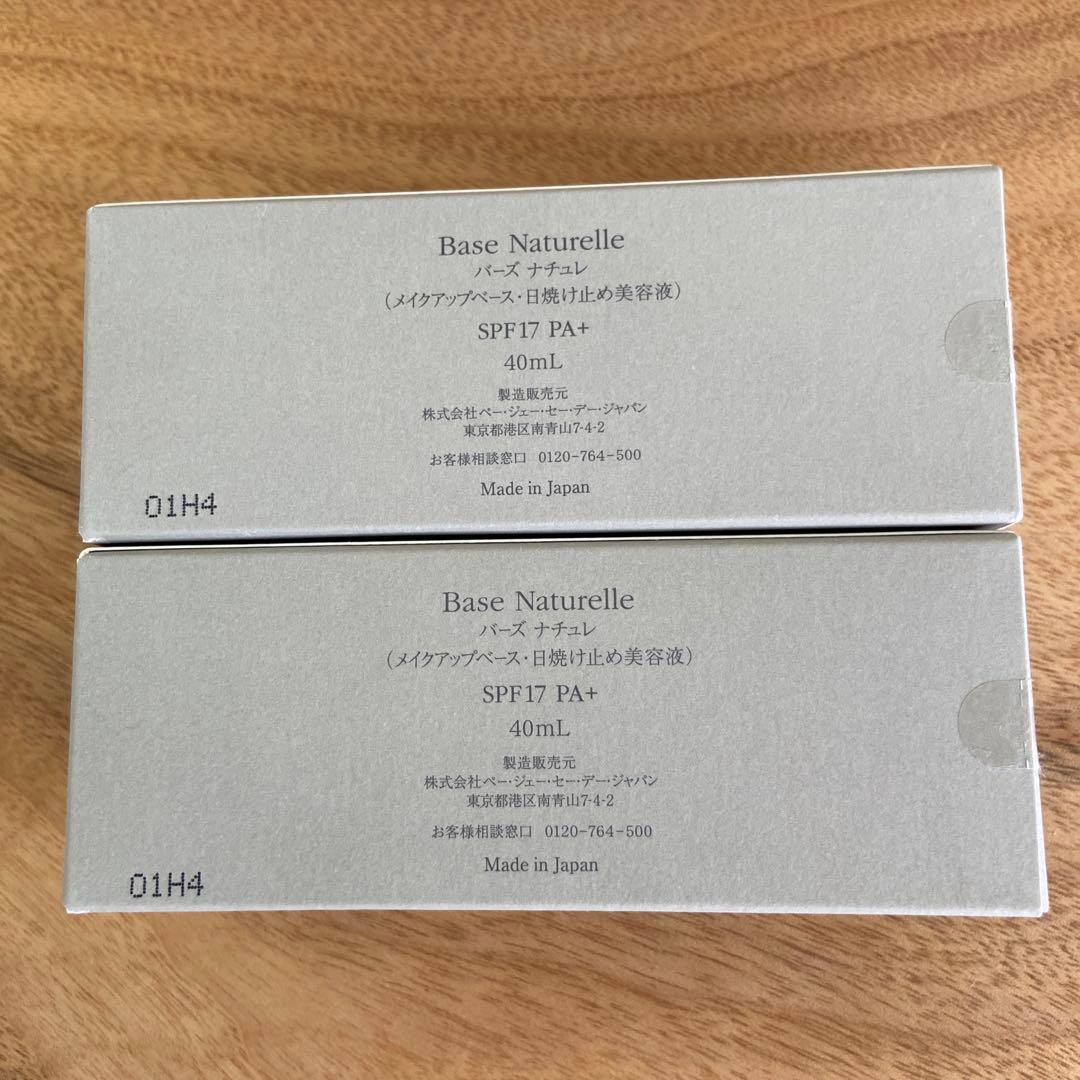 Base Naturelle
バーズ ナチュレ
（メイクアップベース・日焼け止め美容液）
SPF17 PA+
40mL
製造販売元
株式会社ペー・ジェー・セー・デー・ジャパン
東京都港区南青山7-4-2
お客様相談窓口 0120-764-500
Made in Japan
01H4
Base Naturelle
バーズ ナチュレ
（メイクアップベース・日焼け止め美容液）
SPF17 PA+
40mL
製造販売元
株式会社ペー・ジェー・セー・デー・ジャパン
東京都港区南青山7-4-2
お客様相談窓口 0120-764-500
Made in Japan
01H4